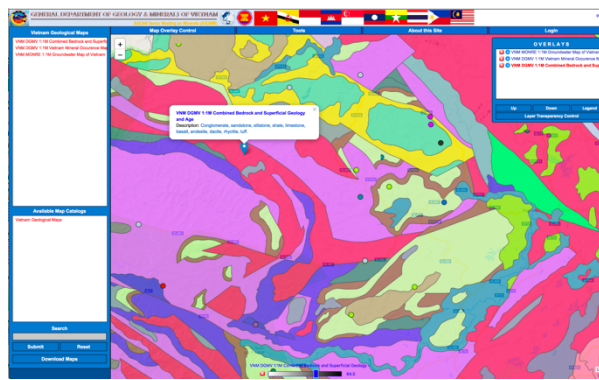 GENERAL DEPARTMENT OF GEOLOGY & MINERALS OF VIETNAM
Vietnam Geological Maps
Map Overlay Control
Tools
About this Site
Login
VNM DGMV 1:1M Combined Bedrock and Superfi
VNM DGMV 1:1M Vietnam Mineral Occurence Ma
VNM MONRE 1:1M Groundwater Map of Vietnam
+
−
OVERLAYS
VNM MONRE 1:1M Groundwater Map of Vietnam
VNM DGMV 1:1M Vietnam Mineral Occurence M
VNM DGMV 1:1M Combined Bedrock and Sup
Up
Down
Legend
Layer Transparency Control
VNM DGMV 1:1M Combined Bedrock and Superficial Geology
and Age
Description: Conglomerate, sandstone, siltstone, shale, limestone,
basalt, andesite, dacite, rhyolite, tuff.
Available Map Catalogs
Vietnam Geological Maps
Search
Submit
Reset
Download Maps
VNM DGMV 1:1M Combined Bedrock and Superficial Geology